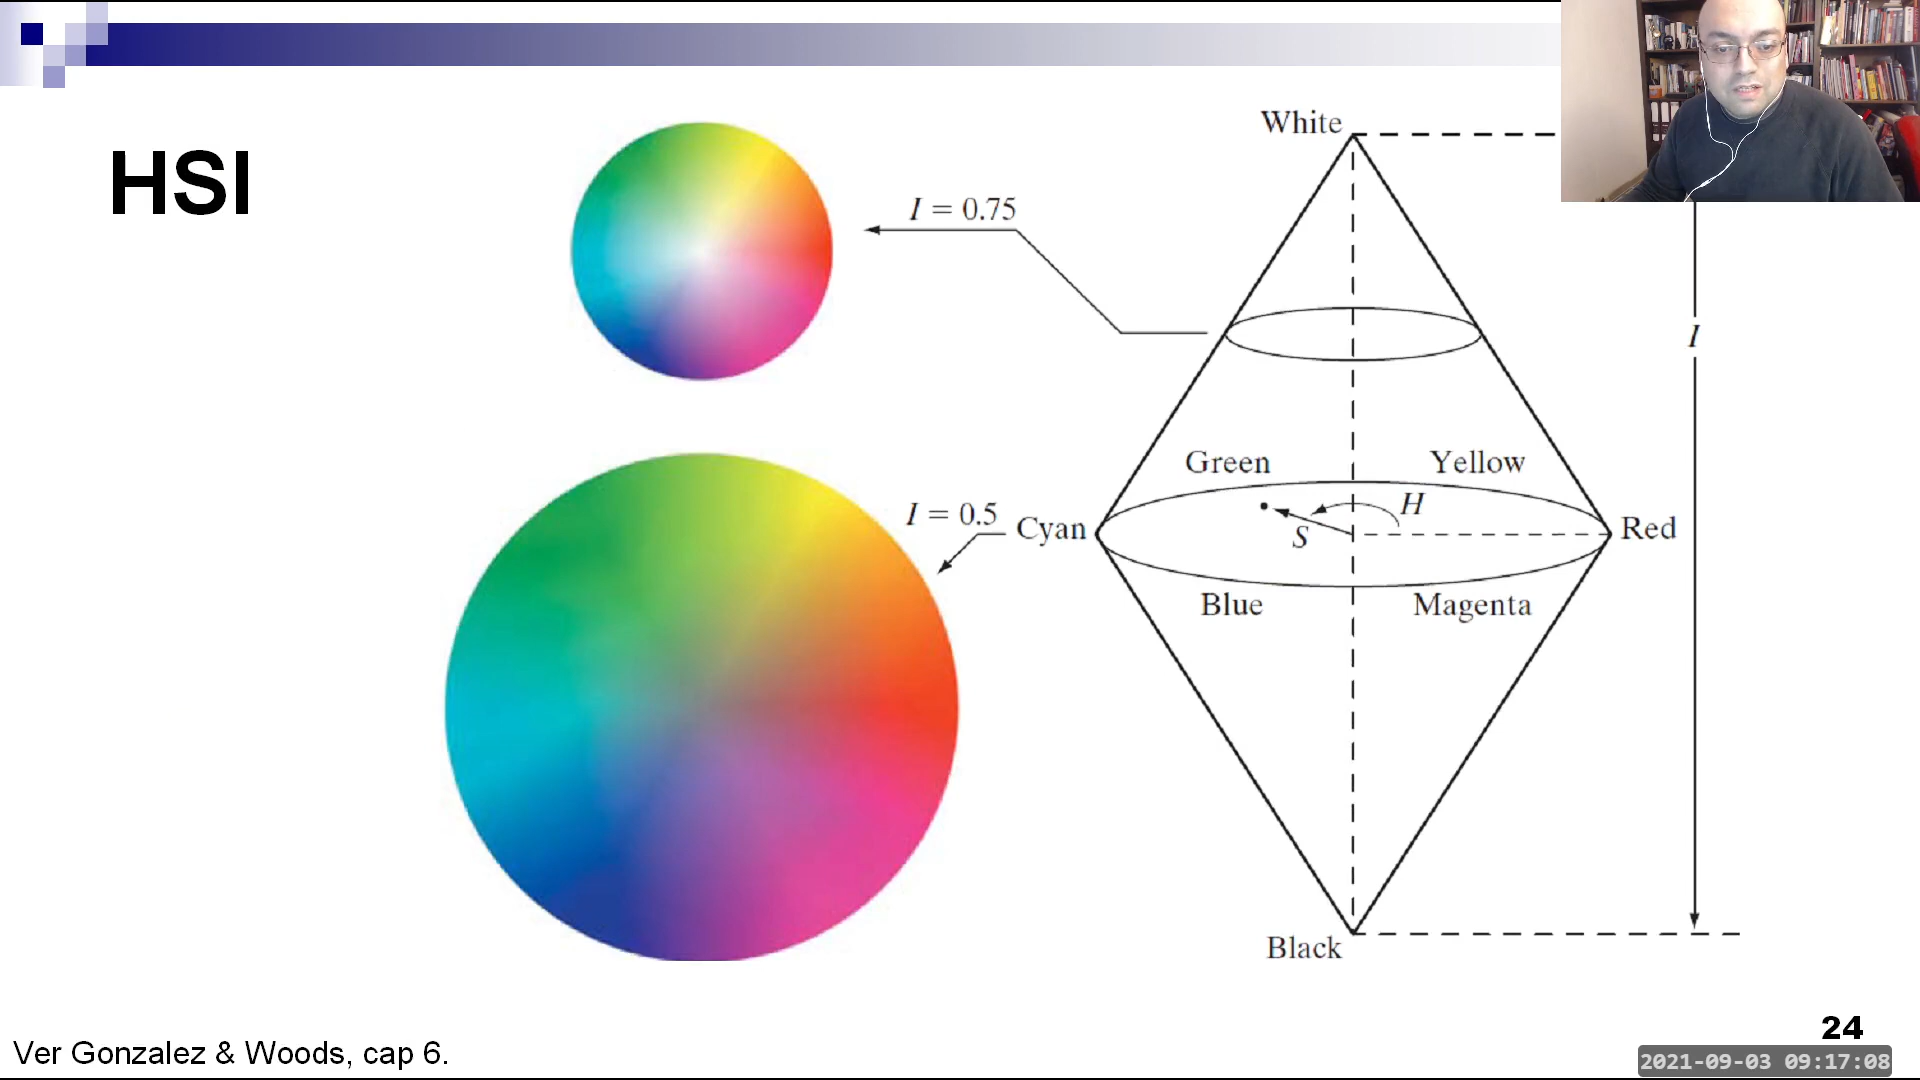 HSI
White
I = 0.75
I
Green
Yellow
H
I = 0.5
Cyan
S
Red
Blue
Magenta
Black
24
Ver Gonzalez & Woods, cap 6.
2021-09-03 09:17:08